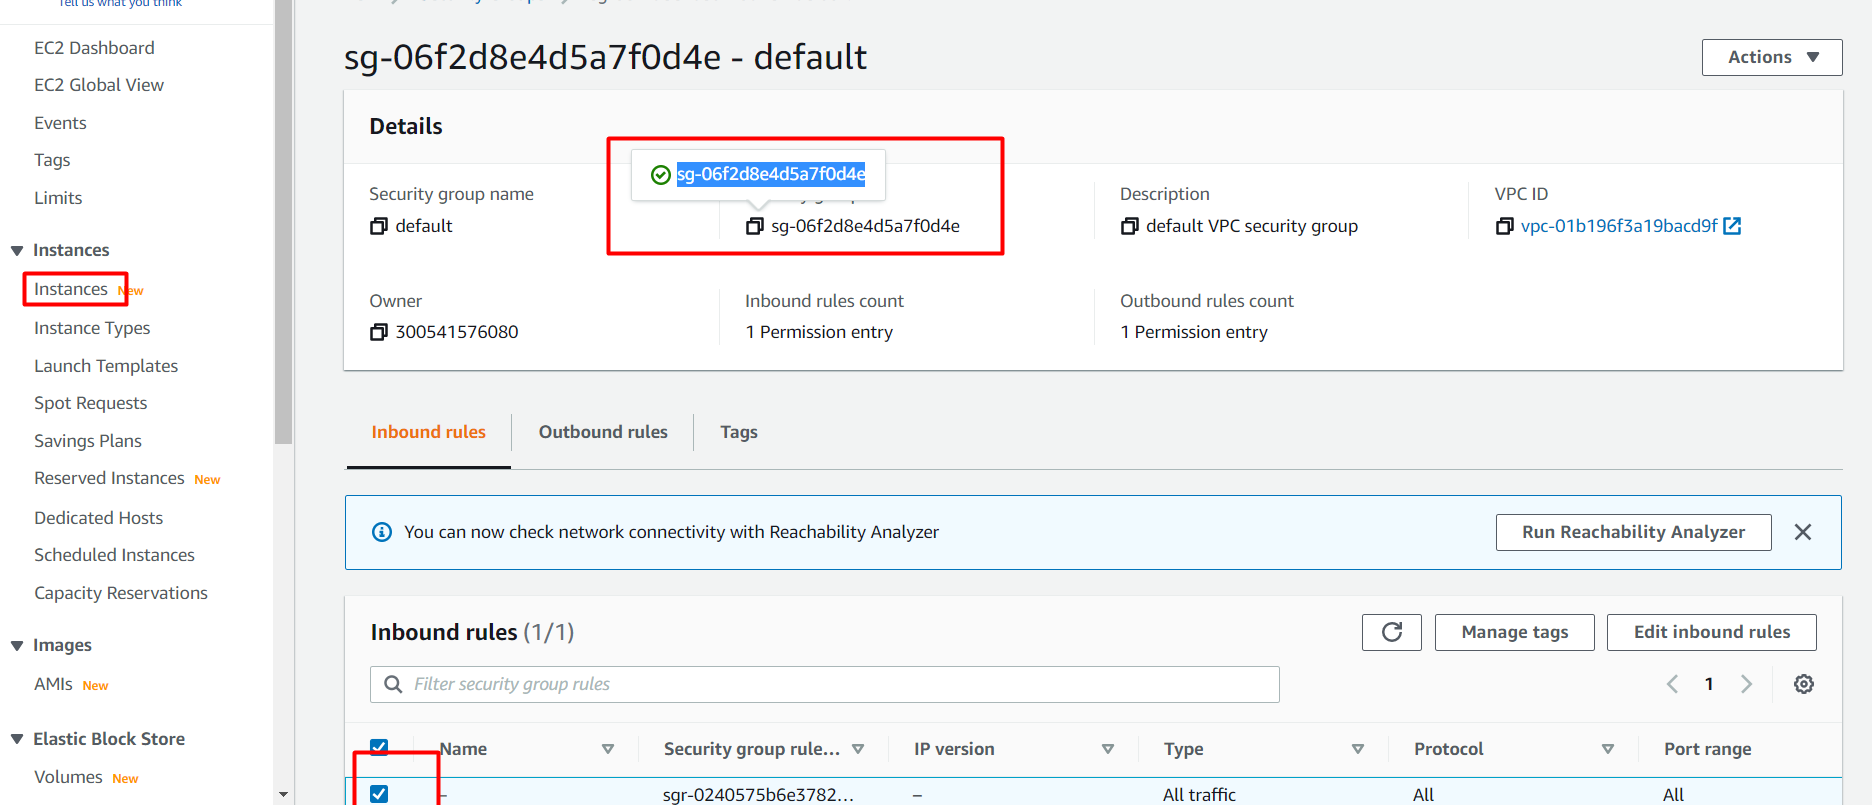 Tell us what you think
EC2 Dashboard
EC2 Global View
Events
Tags
Limits
Instances
Instances New
Instance Types
Launch Templates
Spot Requests
Savings Plans
Reserved Instances New
Dedicated Hosts
Scheduled Instances
Capacity Reservations
Images
AMIs New
Elastic Block Store
Volumes New
sg-06f2d8e4d5a7f0d4e - default
Actions
Details
sg-06f2d8e4d5a7f0d4e
Security group name
default
sg-06f2d8e4d5a7f0d4e
Description
default VPC security group
VPC ID
vpc-01b196f3a19bacd9f
Owner
300541576080
Inbound rules count
1 Permission entry
Outbound rules count
1 Permission entry
Inbound rules
Outbound rules
Tags
You can now check network connectivity with Reachability Analyzer
Run Reachability Analyzer
Inbound rules (1/1)
Manage tags
Edit inbound rules
Filter security group rules
1
Name Security group rule... IP version Type Protocol Port range
– sgr-0240575b6e3782... – All traffic All All